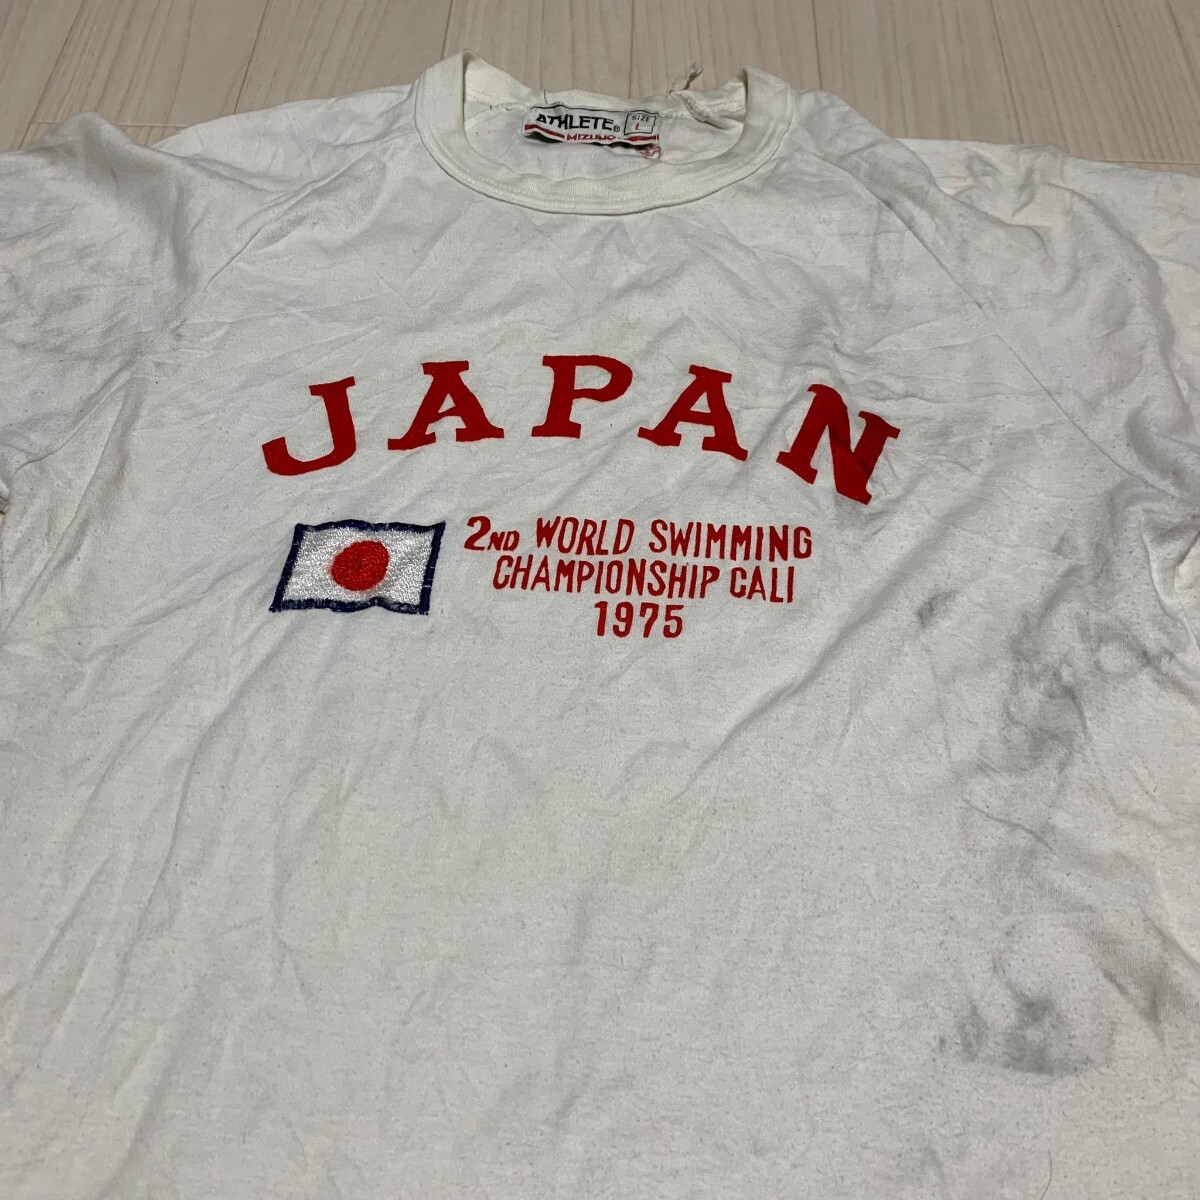 ATHLETE®
SIZE
L
MIZUNO
JAPAN
2ND WORLD SWIMMING
CHAMPIONSHIP CALI
1975